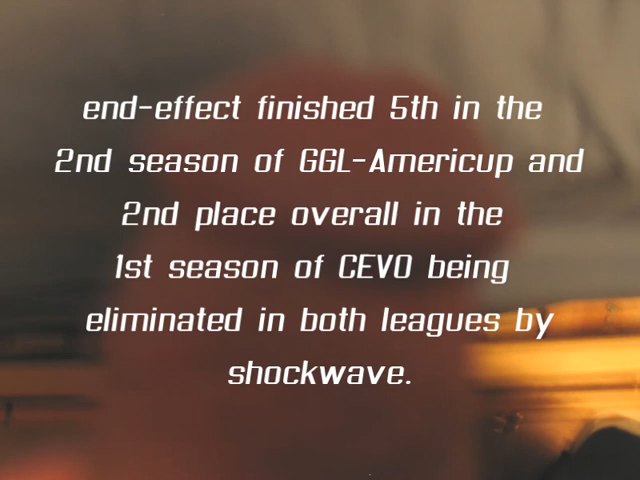 end-effect finished 5th in the
2nd season of GGL-Americup and
2nd place overall in the
1st season of CEVO being
eliminated in both leagues by
shockwave.